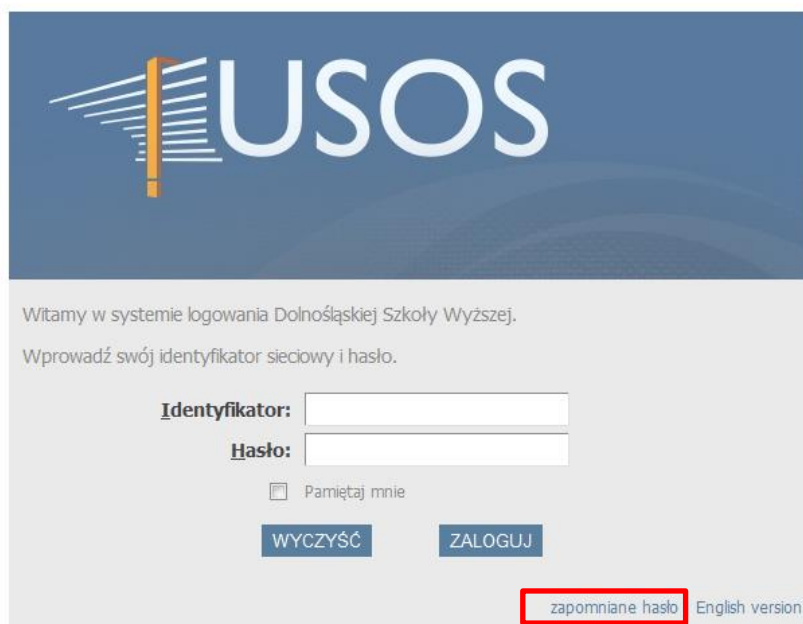 USOS
Witamy w systemie logowania Dolnośląskiej Szkoły Wyższej.
Wprowadź swój identyfikator sieciowy i hasło.
Identyfikator:
Hasło:
Pamiętaj mnie
WYCZYŚĆ ZALOGUJ
zapomniane hasło English version